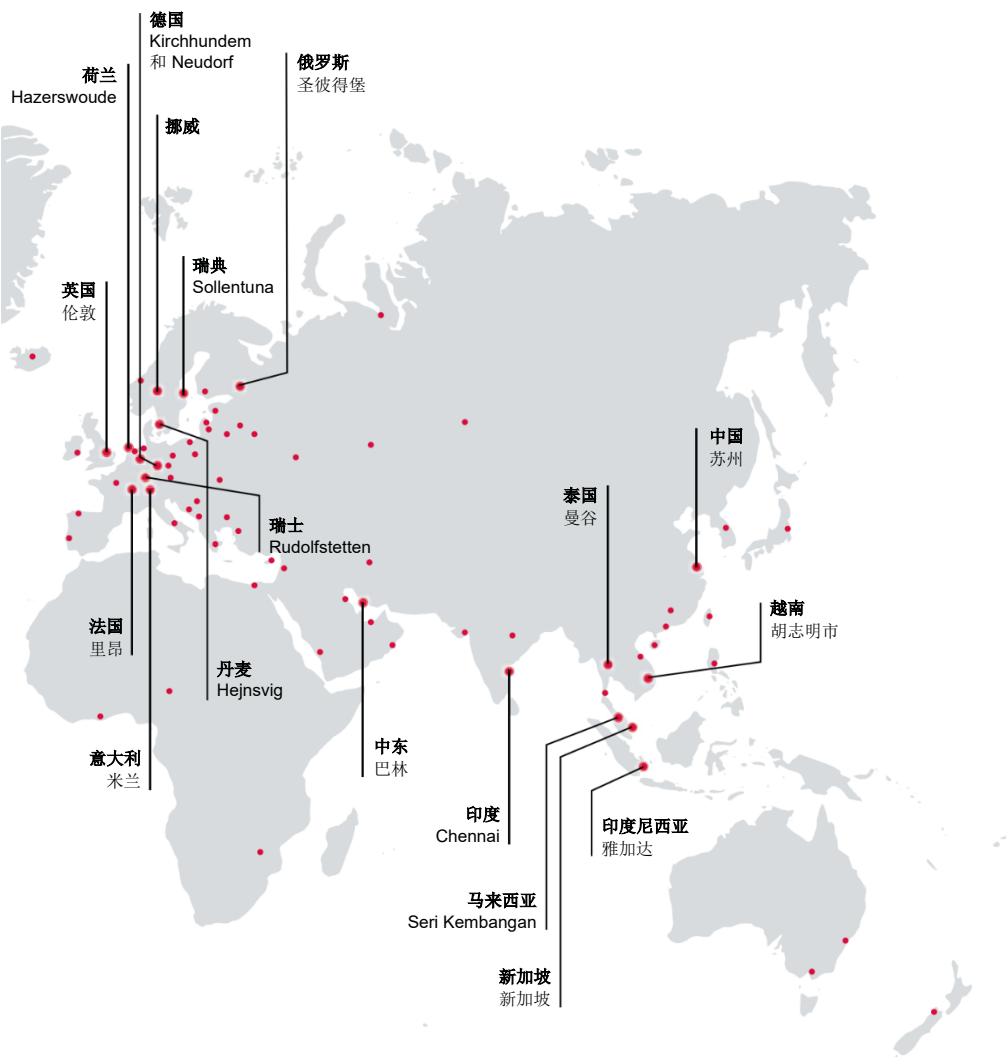 德国
Kirchhundem
和 Neudorf
荷兰
Hazerswoude
俄罗斯
圣彼得堡
挪威
瑞典
Sollentuna
英国
伦敦
中国
苏州
泰国
曼谷
瑞士
Rudolfstetten
越南
胡志明市
法国
里昂
丹麦
Hejnsvig
中东
巴林
意大利
米兰
印度
Chennai
印度尼西亚
雅加达
马来西亚
Seri Kembangan
新加坡
新加坡